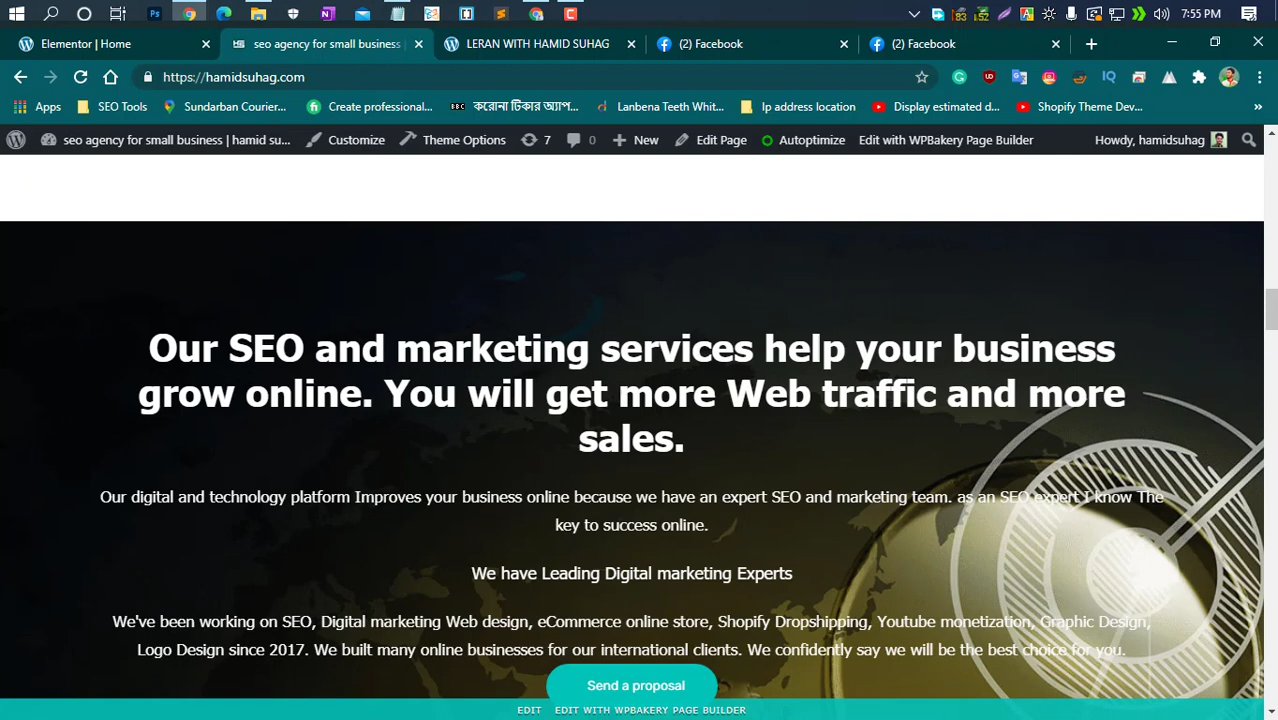 7:55 PM
Elementor | Home
seo agency for small business |
LERAN WITH HAMID SUHAG
(2) Facebook
(2) Facebook
https://hamidsuhag.com
Apps
SEO Tools
Sundarban Courier...
Create professional...
BBC করোনা টিকার অ্যাপ...
Lanbena Teeth Whit...
Ip address location
Display estimated d...
Shopify Theme Dev...
seo agency for small business | hamid su...
Customize
Theme Options
7
0
New
Edit Page
Autoptimize
Edit with WPBakery Page Builder
Howdy, hamidsuhag
Our SEO and marketing services help your business
grow online. You will get more Web traffic and more
sales.
Our digital and technology platform Improves your business online because we have an expert SEO and marketing team. as an SEO expert I know The
key to success online.
We have Leading Digital marketing Experts
We've been working on SEO, Digital marketing Web design, eCommerce online store, Shopify Dropshipping, Youtube monetization, Graphic Design,
Logo Design since 2017. We built many online businesses for our international clients. We confidently say we will be the best choice for you.
Send a proposal
EDIT
EDIT WITH WPBAKERY PAGE BUILDER